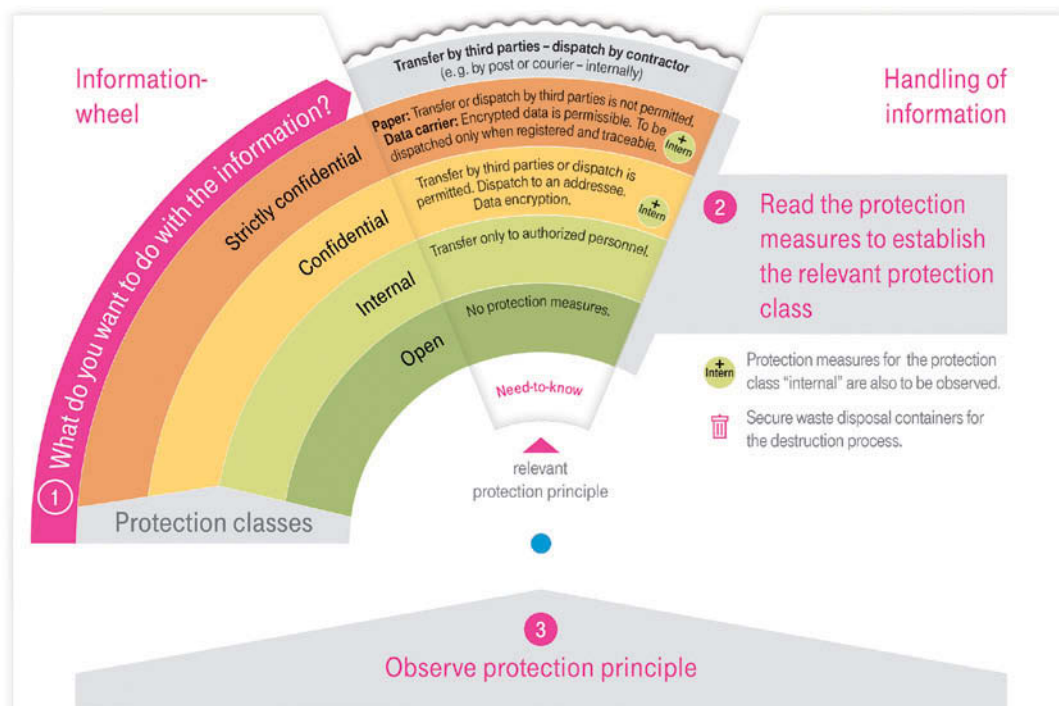 Information-
wheel
Handling of
information
1 What do you want to do with the information?
Transfer by third parties – dispatch by contractor
(e. g. by post or courier – internally)
Strictly confidential
Paper: Transfer or dispatch by third parties is not permitted.
Data carrier: Encrypted data is permissible. To be
dispatched only when registered and traceable.
+
Intern
Confidential
Transfer by third parties or dispatch is
permitted. Dispatch to an addressee.
Data encryption.
+
Intern
Internal
Transfer only to authorized personnel.
Open
No protection measures.
Need-to-know
relevant
protection principle
Protection classes
2 Read the protection
measures to establish
the relevant protection
class
+
Intern
Protection measures for the protection
class “internal” are also to be observed.
Secure waste disposal containers for
the destruction process.
3
Observe protection principle